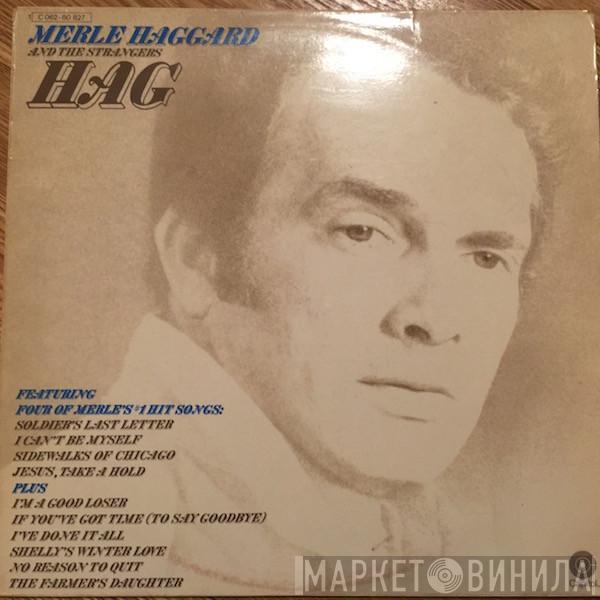 1 C 062-80 827
MERLE HAGGARD
AND THE STRANGERS
HAG
FEATURING
FOUR OF MERLE'S #1 HIT SONGS:
SOLDIER'S LAST LETTER
I CAN'T BE MYSELF
SIDEWALKS OF CHICAGO
JESUS, TAKE A HOLD
PLUS
I'M A GOOD LOSER
IF YOU'VE GOT TIME (TO SAY GOODBYE)
I'VE DONE IT ALL
SHELLY'S WINTER LOVE
NO REASON TO QUIT
THE FARMER'S DAUGHTER
МАРКЕТ ВИНИЛА